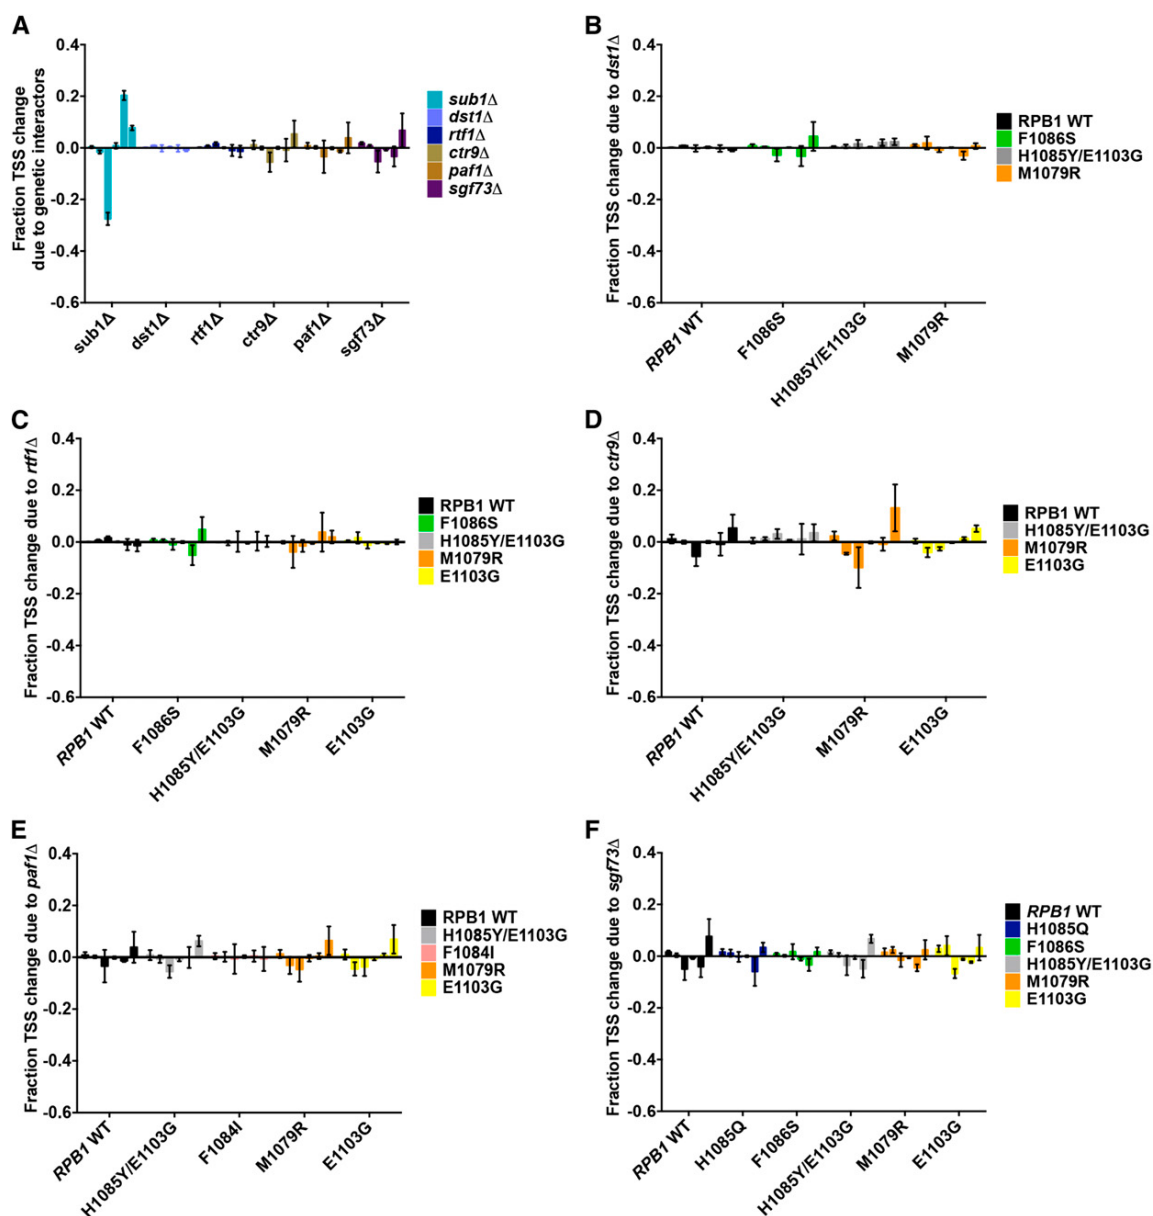 A
Fraction TSS change
due to genetic interactors
0.4
0.2
0.0
-0.2
-0.4
-0.6
sub1Δ
dst1Δ
rtf1Δ
ctr9Δ
paf1Δ
sgf73Δ
sub1Δ
dst1Δ
rtf1Δ
ctr9Δ
paf1Δ
sgf73Δ
B
Fraction TSS change due to dst1Δ
0.4
0.2
0.0
-0.2
-0.4
-0.6
RPB1 WT
F1086S
H1085Y/E1103G
M1079R
RPB1 WT
F1086S
H1085Y/E1103G
M1079R
C
Fraction TSS change due to rtf1Δ
0.4
0.2
0.0
-0.2
-0.4
-0.6
RPB1 WT
F1086S
H1085Y/E1103G
M1079R
E1103G
RPB1 WT
F1086S
H1085Y/E1103G
M1079R
E1103G
D
Fraction TSS change due to ctr9Δ
0.4
0.2
0.0
-0.2
-0.4
-0.6
RPB1 WT
H1085Y/E1103G
M1079R
E1103G
RPB1 WT
H1085Y/E1103G
M1079R
E1103G
E
Fraction TSS change due to paf1Δ
0.4
0.2
0.0
-0.2
-0.4
-0.6
RPB1 WT
H1085Y/E1103G
F1084I
M1079R
E1103G
RPB1 WT
H1085Y/E1103G
F1084I
M1079R
E1103G
F
Fraction TSS change due to sgf73Δ
0.4
0.2
0.0
-0.2
-0.4
-0.6
RPB1 WT
H1085Q
F1086S
H1085Y/E1103G
M1079R
E1103G
RPB1 WT
H1085Q
F1086S
H1085Y/E1103G
M1079R
E1103G